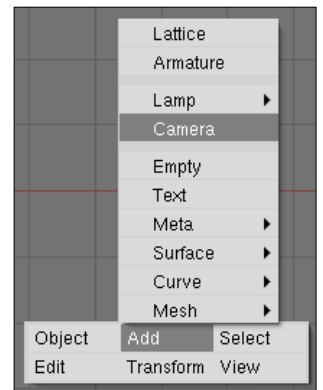 Lattice
Armature
Lamp
Camera
Empty
Text
Meta
Surface
Curve
Mesh
Object Add Select
Edit Transform View